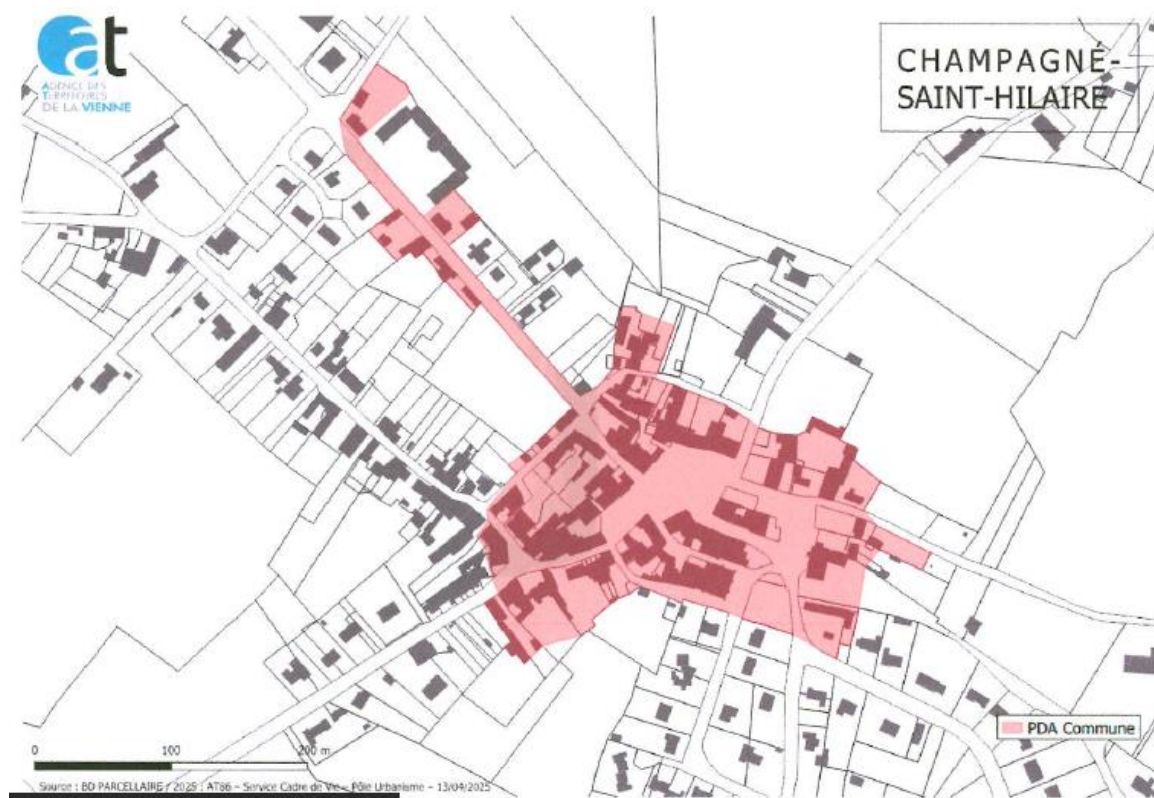 at
AGENCE DES
TERRITOIRES
DE LA VIENNE
CHAMPAGNÉ-
SAINT-HILAIRE
PDA Commune
0 100 200 m
Source : BD PARCELLAIRE / 2025 ; AT86 – Service Cadre de Vie – Pôle Urbanisme – 13/04/2025